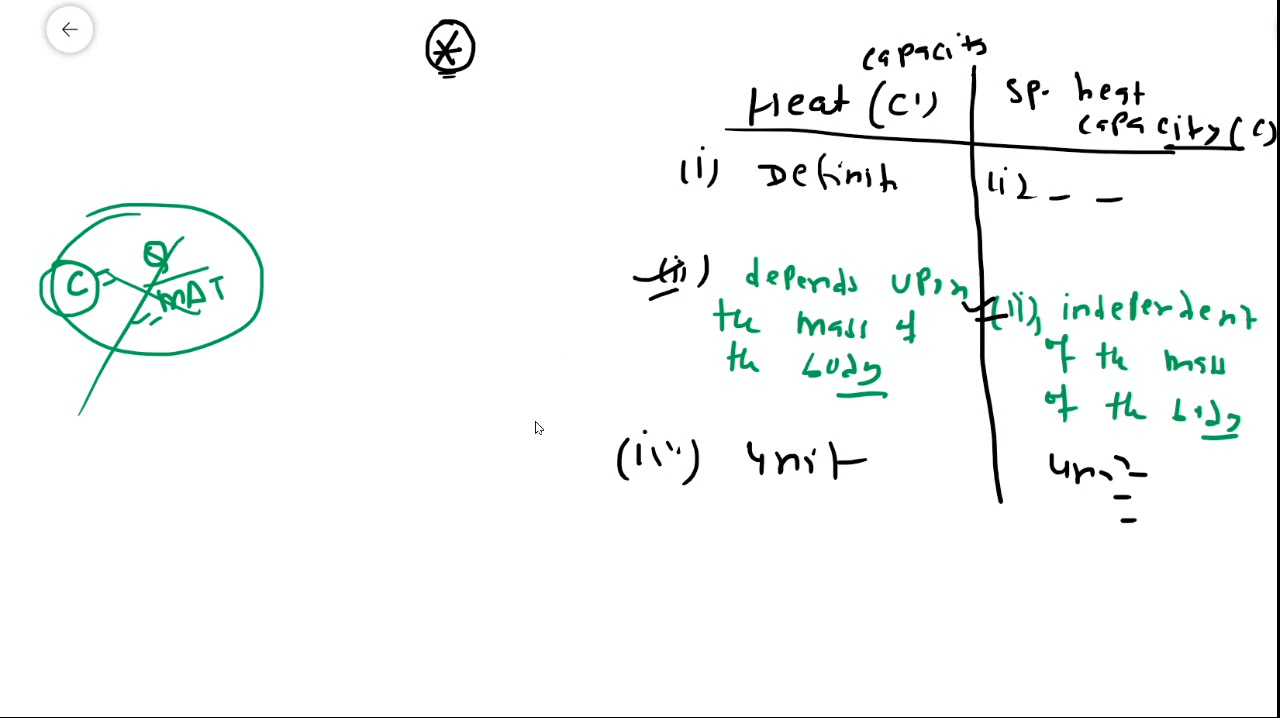 capacity
Heat (C') sp. heat
capacity (C)
(i) Definit (i) _ _
(ii) depends upon
the mass of
the body
(ii) independent
of the mass
of the body
(iii) unit unit
C = Q
mΔT